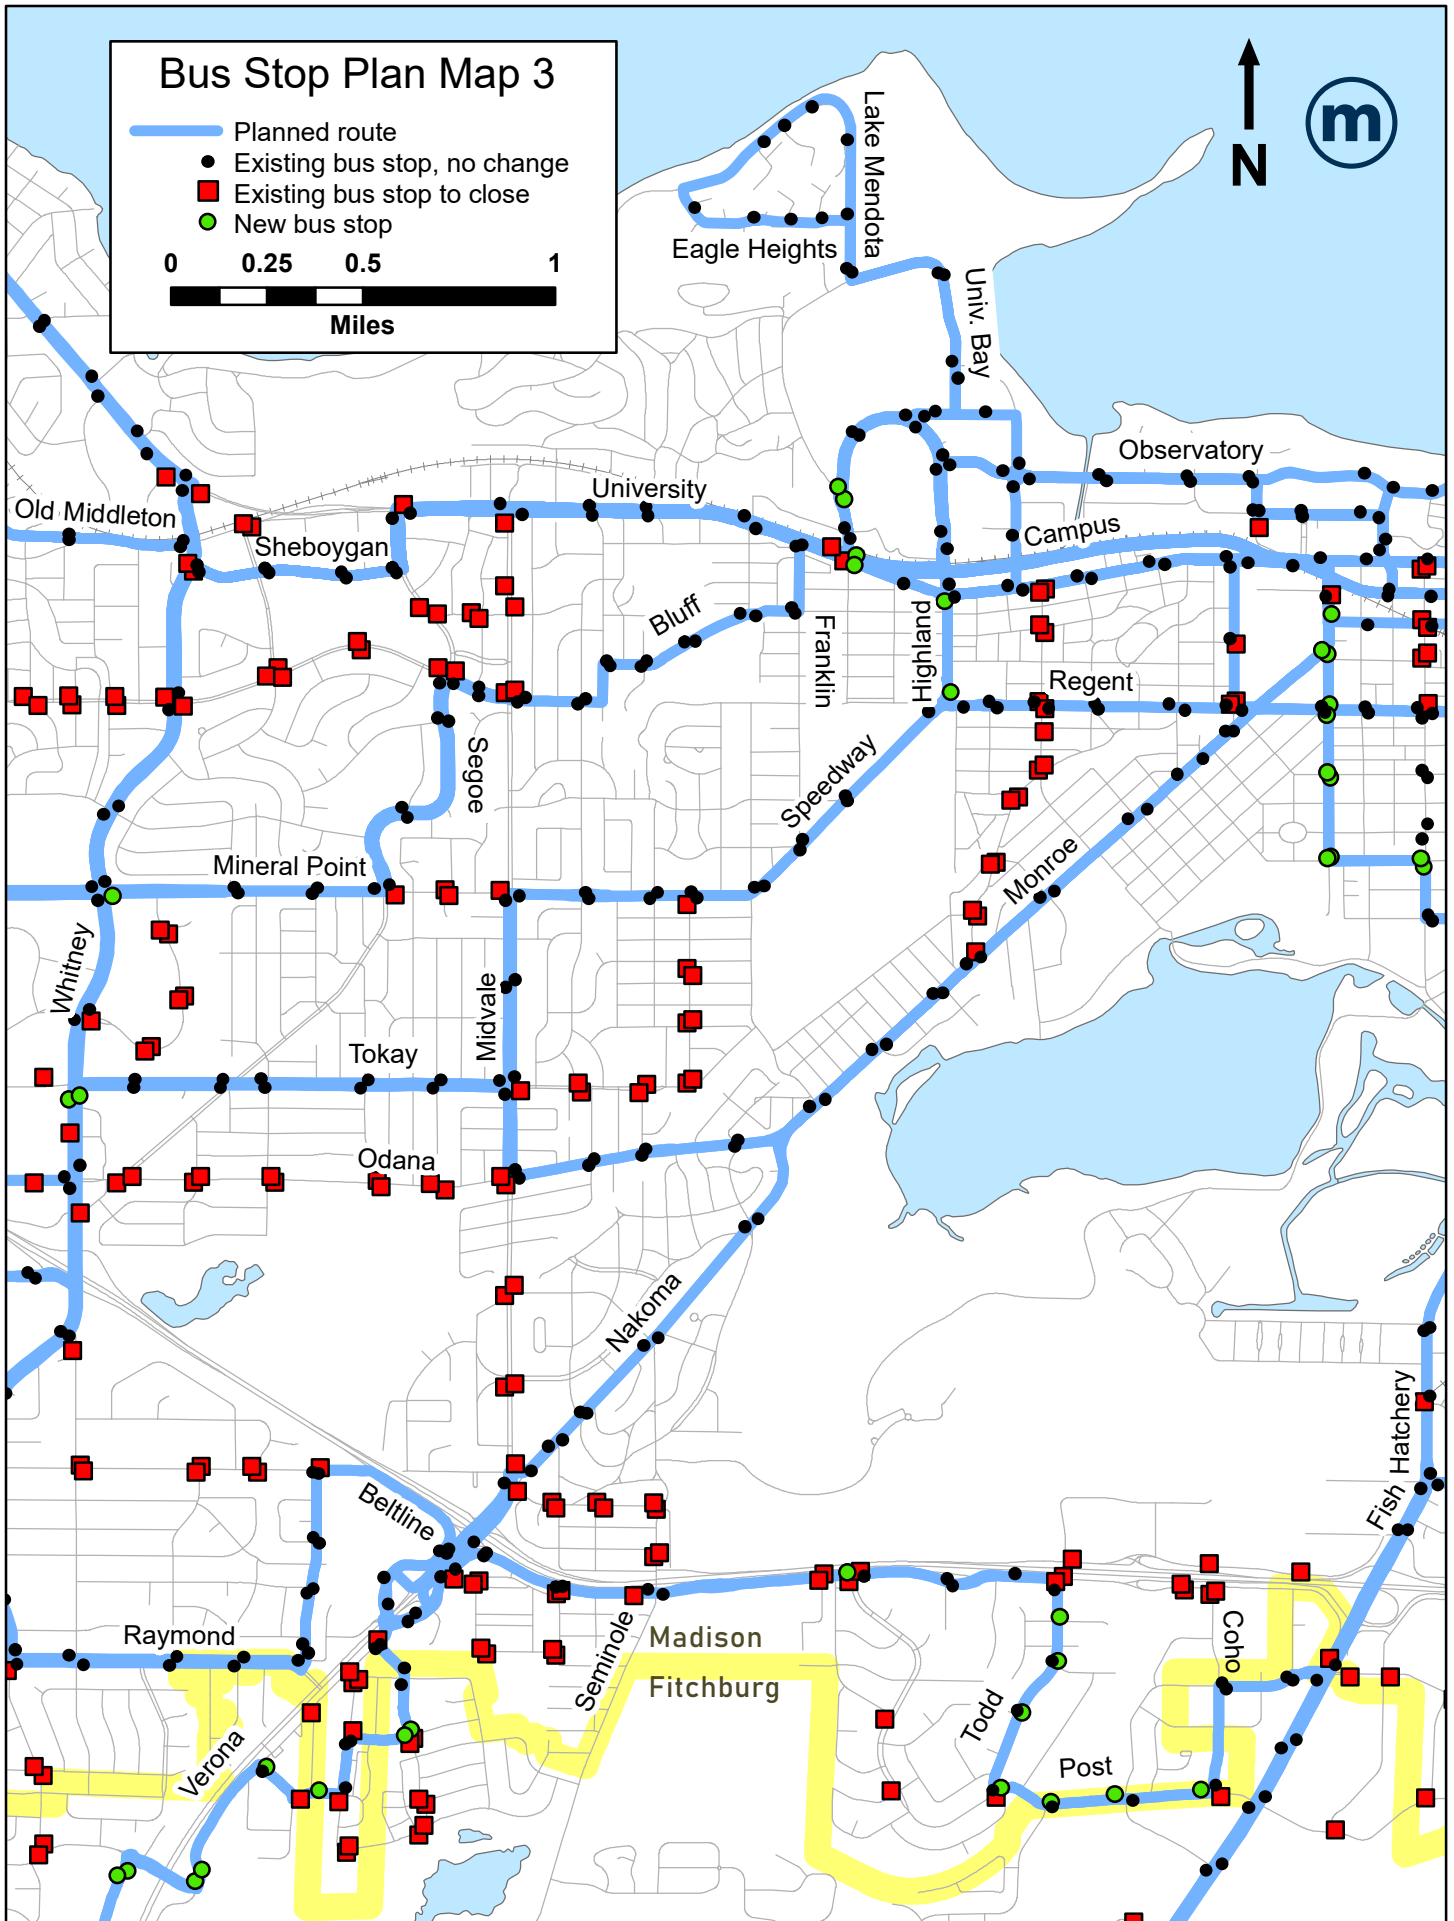 Bus Stop Plan Map 3
Planned route
Existing bus stop, no change
Existing bus stop to close
New bus stop
0 0.25 0.5 1
Miles
N
m
Lake Mendota
Eagle Heights
Univ. Bay
Observatory
University
Old Middleton
Campus
Sheboygan
Bluff
Franklin
Highland
Regent
Segoe
Speedway
Mineral Point
Monroe
Whitney
Midvale
Tokay
Odana
Nakoma
Fish Hatchery
Beltline
Raymond
Seminole
Madison
Fitchburg
Coho
Todd
Verona
Post